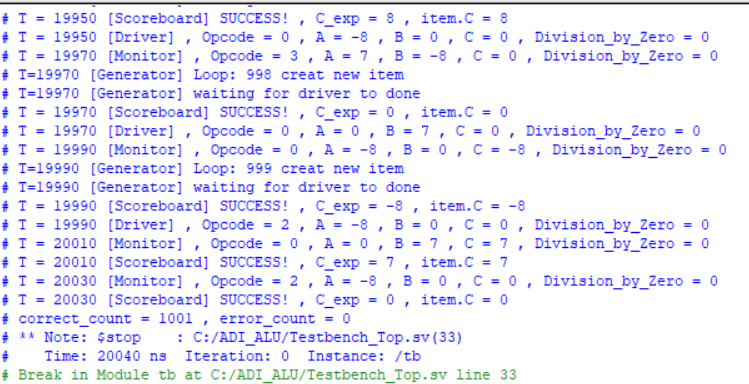 # T = 19950 [Scoreboard] SUCCESS! , C_exp = 8 , item.C = 8
# T = 19950 [Driver] , Opcode = 0 , A = -8 , B = 0 , C = 0 , Division_by_Zero = 0
# T = 19970 [Monitor] , Opcode = 3 , A = 7 , B = -8 , C = 0 , Division_by_Zero = 0
# T=19970 [Generator] Loop: 998 creat new item
# T=19970 [Generator] waiting for driver to done
# T = 19970 [Scoreboard] SUCCESS! , C_exp = 0 , item.C = 0
# T = 19970 [Driver] , Opcode = 0 , A = 0 , B = 7 , C = 0 , Division_by_Zero = 0
# T = 19990 [Monitor] , Opcode = 0 , A = -8 , B = 0 , C = -8 , Division_by_Zero = 0
# T=19990 [Generator] Loop: 999 creat new item
# T=19990 [Generator] waiting for driver to done
# T = 19990 [Scoreboard] SUCCESS! , C_exp = -8 , item.C = -8
# T = 19990 [Driver] , Opcode = 2 , A = -8 , B = 0 , C = 0 , Division_by_Zero = 0
# T = 20010 [Monitor] , Opcode = 0 , A = 0 , B = 7 , C = 7 , Division_by_Zero = 0
# T = 20010 [Scoreboard] SUCCESS! , C_exp = 7 , item.C = 7
# T = 20030 [Monitor] , Opcode = 2 , A = -8 , B = 0 , C = 0 , Division_by_Zero = 0
# T = 20030 [Scoreboard] SUCCESS! , C_exp = 0 , item.C = 0
# correct_count = 1001 , error_count = 0
# ** Note: $stop    : C:/ADI_ALU/Testbench_Top.sv(33)
#    Time: 20040 ns  Iteration: 0  Instance: /tb
# Break in Module tb at C:/ADI_ALU/Testbench_Top.sv line 33